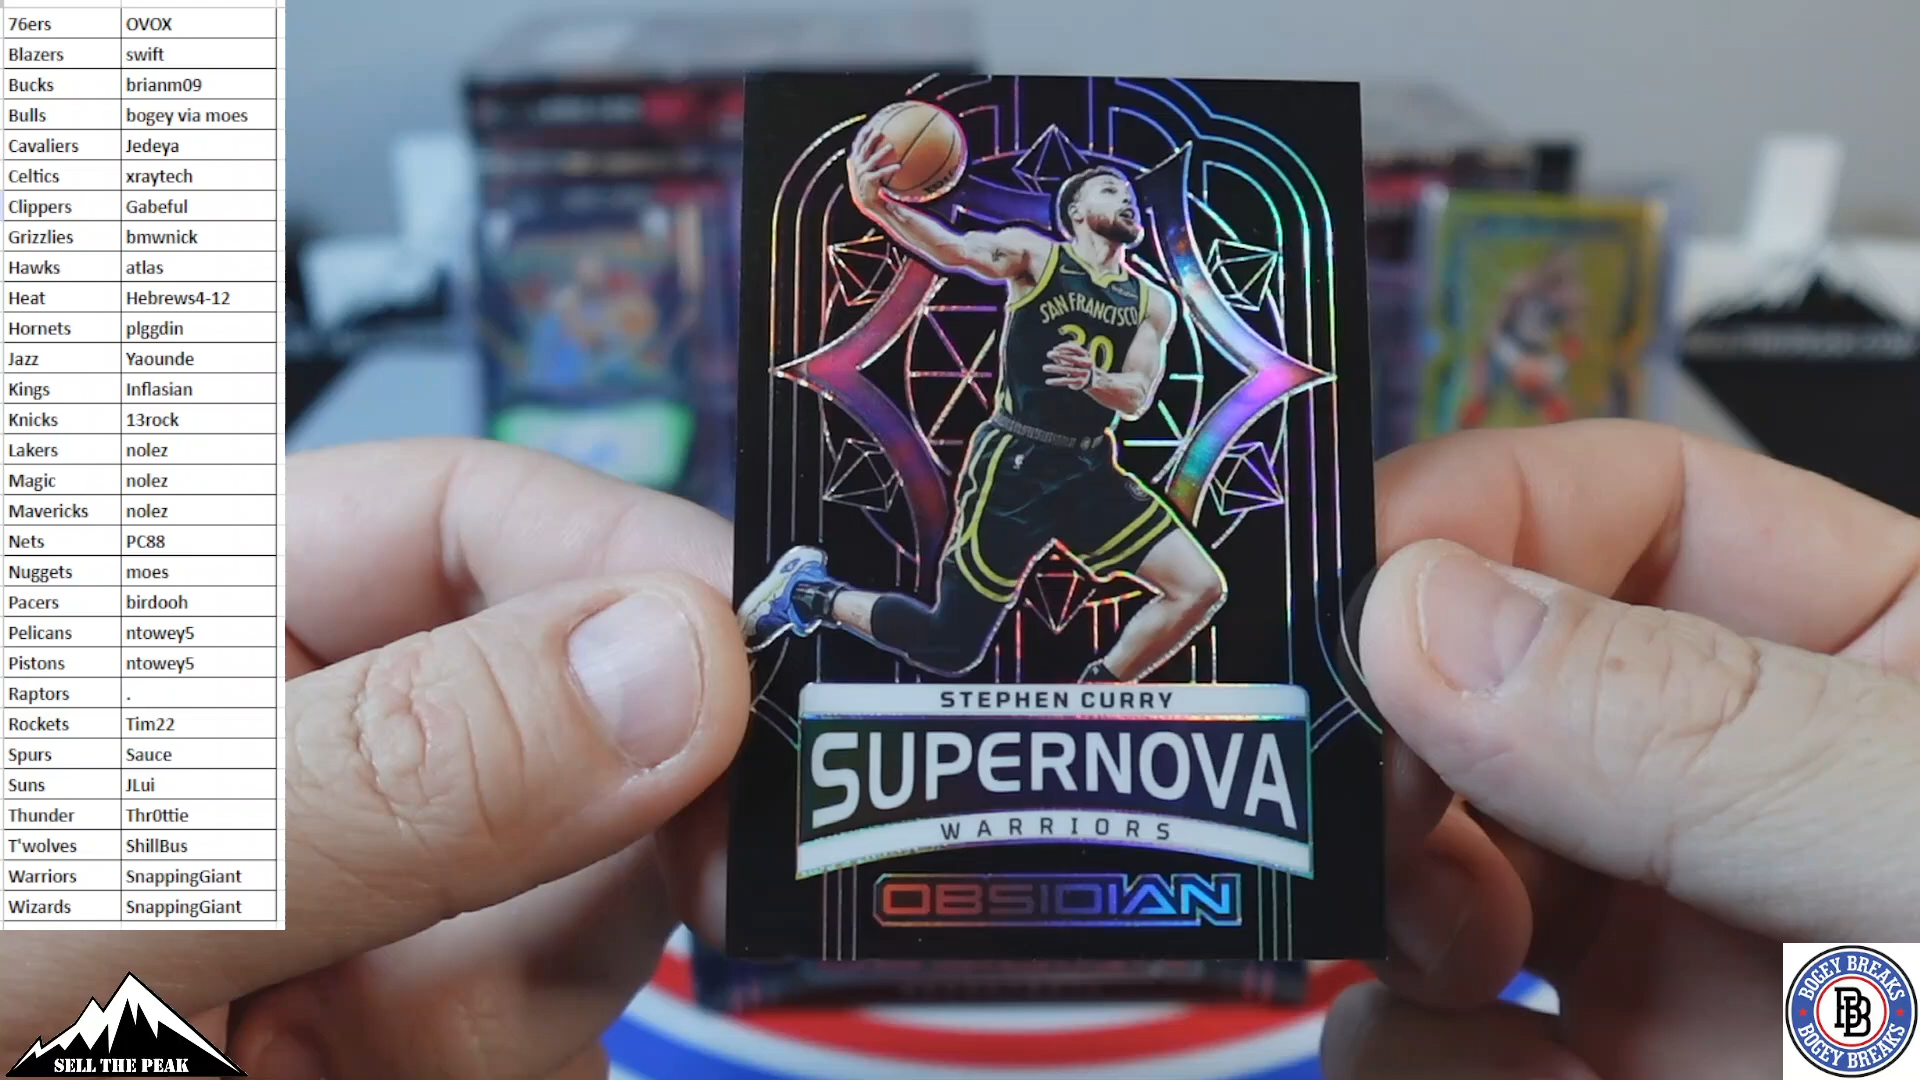 76ers OVOX
Blazers swift
Bucks brianm09
Bulls bogey via moes
Cavaliers Jedeya
Celtics xraytech
Clippers Gabeful
Grizzlies bmwnick
Hawks atlas
Heat Hebrews4-12
Hornets plggdin
Jazz Yaounde
Kings Inflasian
Knicks 13rock
Lakers nolez
Magic nolez
Mavericks nolez
Nets PC88
Nuggets moes
Pacers birdooh
Pelicans ntowey5
Pistons ntowey5
Raptors .
Rockets Tim22
Spurs Sauce
Suns JLui
Thunder Thr0ttie
T'wolves ShillBus
Warriors SnappingGiant
Wizards SnappingGiant
SELL THE PEAK
SAN FRANCISCO
30
STEPHEN CURRY
SUPERNOVA
WARRIORS
OBSIDIAN
BOGEY BREAKS
BB
BOGEY BREAKS